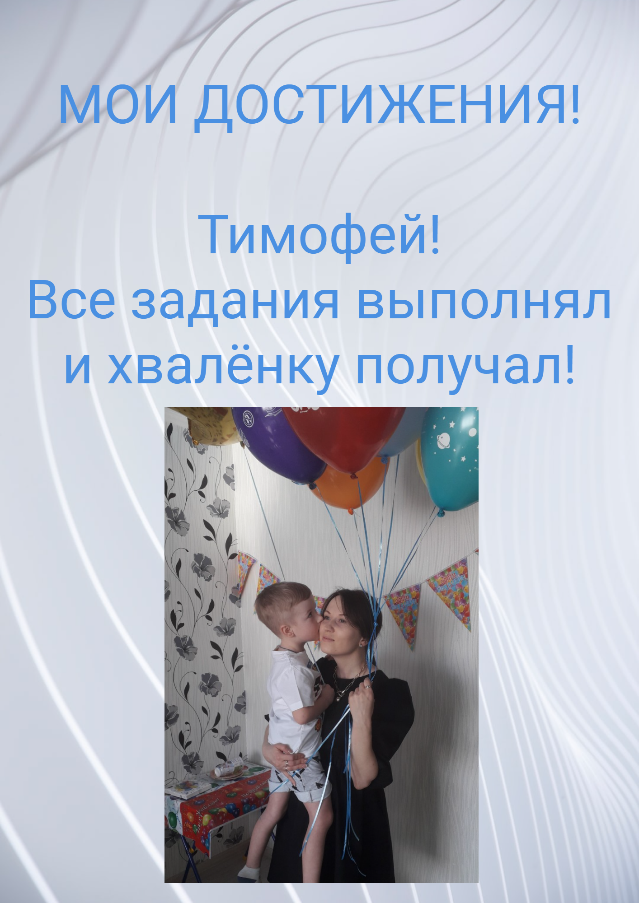 МОИ ДОСТИЖЕНИЯ!
Тимофей!
Все задания выполнял
и хвалёнку получал!